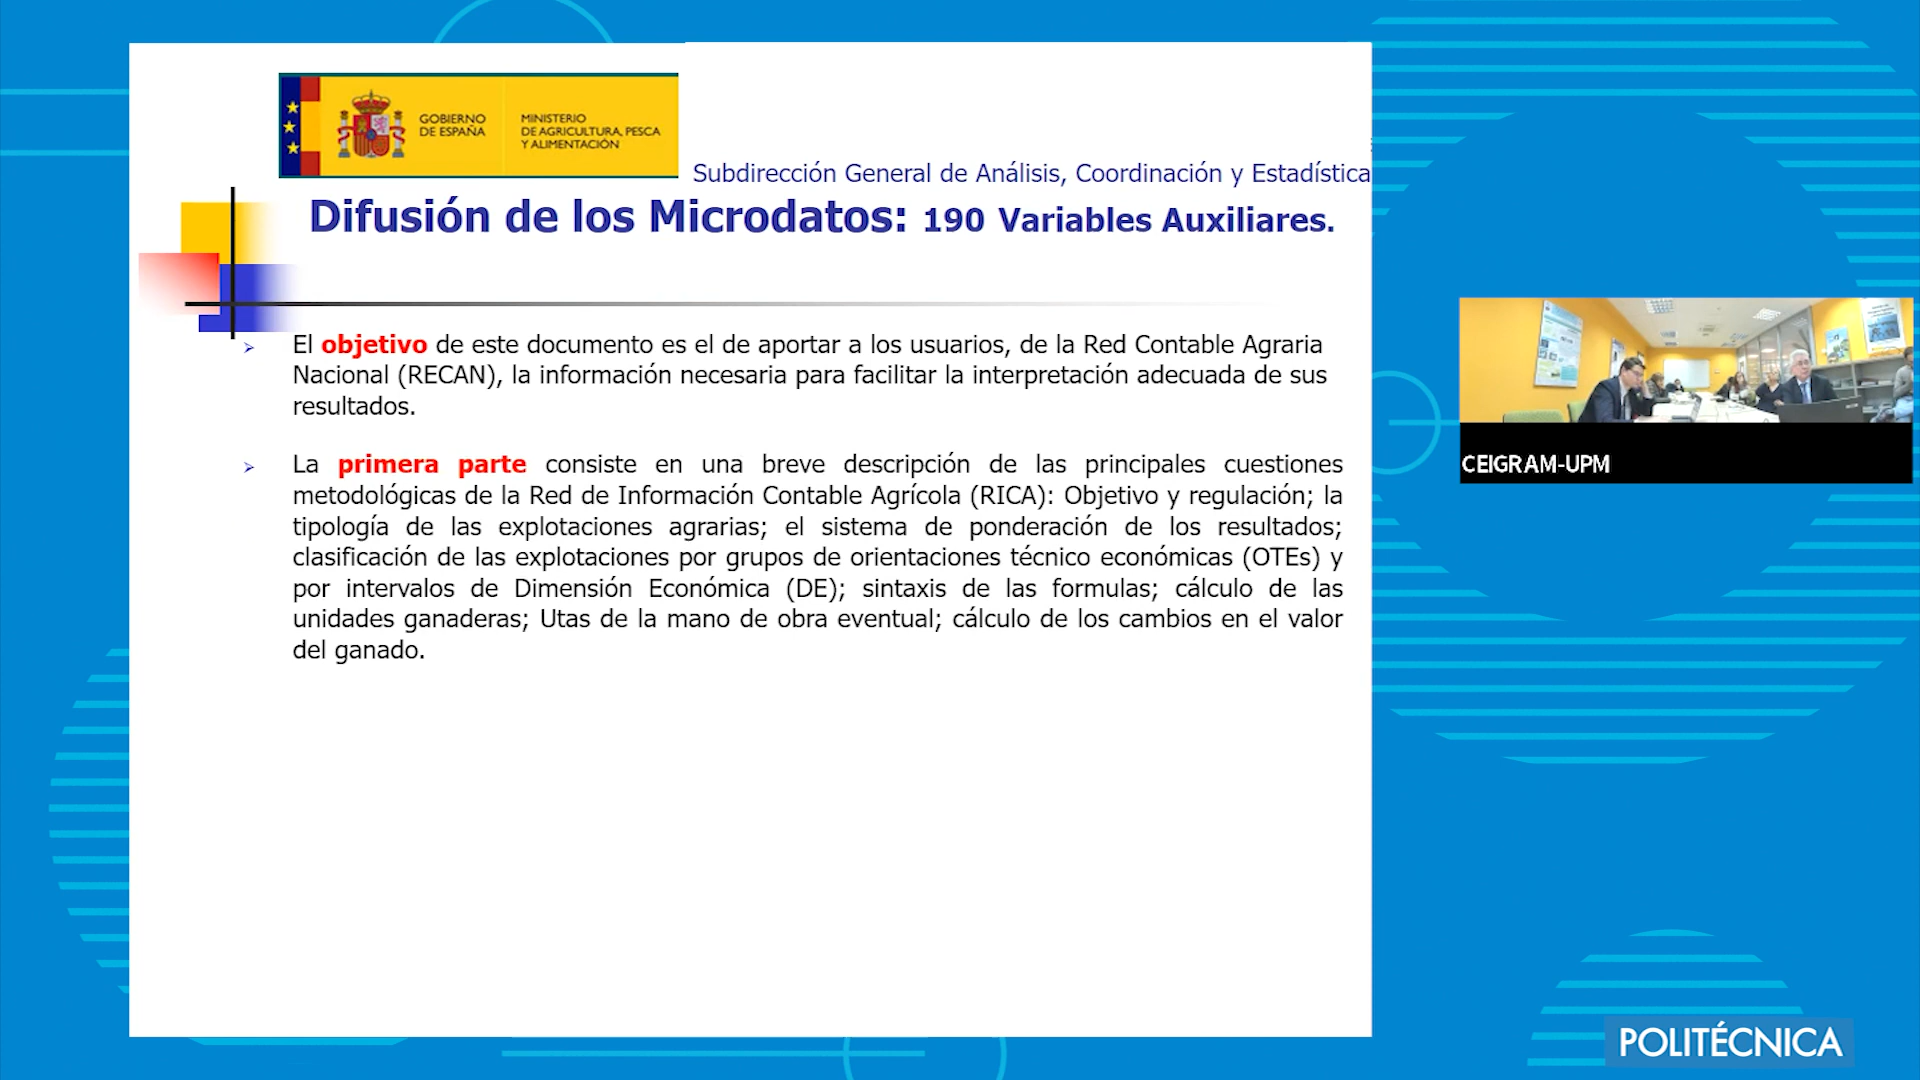 GOBIERNO
DE ESPAÑA
MINISTERIO
DE AGRICULTURA, PESCA
Y ALIMENTACIÓN
Subdirección General de Análisis, Coordinación y Estadística
Difusión de los Microdatos: 190 Variables Auxiliares.
El objetivo de este documento es el de aportar a los usuarios, de la Red Contable Agraria
Nacional (RECAN), la información necesaria para facilitar la interpretación adecuada de sus
resultados.
La primera parte consiste en una breve descripción de las principales cuestiones
metodológicas de la Red de Información Contable Agrícola (RICA): Objetivo y regulación; la
tipología de las explotaciones agrarias; el sistema de ponderación de los resultados;
clasificación de las explotaciones por grupos de orientaciones técnico económicas (OTEs) y
por intervalos de Dimensión Económica (DE); sintaxis de las formulas; cálculo de las
unidades ganaderas; Utas de la mano de obra eventual; cálculo de los cambios en el valor
del ganado.
CEIGRAM-UPM
POLITÉCNICA